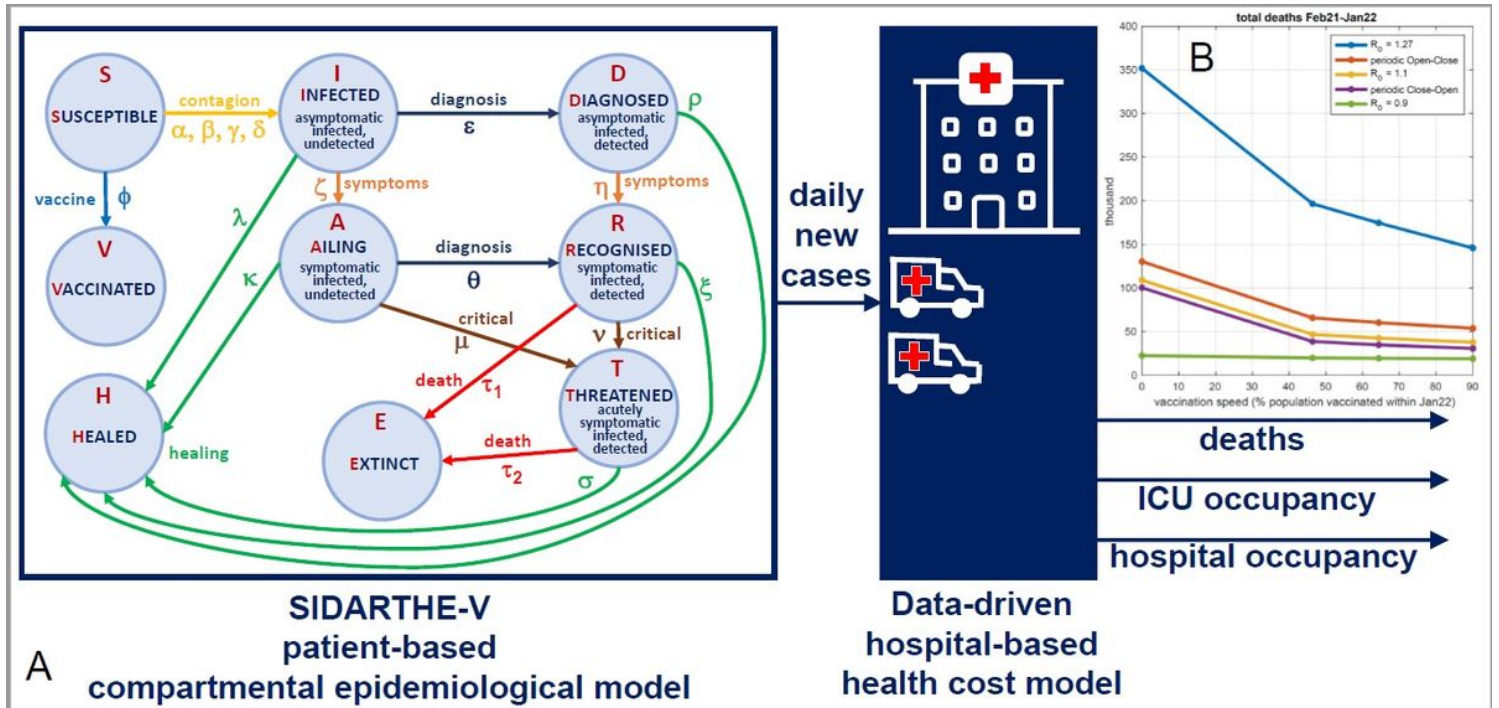 S
SUSCEPTIBLE
contagion
α, β, γ, δ
I
INFECTED
asymptomatic
infected,
undetected
diagnosis
ε
D
DIAGNOSED
asymptomatic
infected,
detected
ρ
vaccine
ϕ
λ
ζ
symptoms
η
symptoms
V
VACCINATED
κ
A
AILING
symptomatic
infected,
undetected
diagnosis
θ
R
RECOGNISED
symptomatic
infected,
detected
ξ
critical
μ
ν
critical
H
HEALED
healing
death
τ1
E
EXTINCT
death
τ2
T
THREATENED
acutely
symptomatic
infected,
detected
σ
SIDARTHE-V
patient-based
compartmental epidemiological model
A
daily
new
cases
Data-driven
hospital-based
health cost model
B
total deaths Feb21-Jan22
R0 = 1.27
periodic Open-Close
R0 = 1.1
periodic Close-Open
R0 = 0.9
thousand
400
350
300
250
200
150
100
50
0
0 10 20 30 40 50 60 70 80 90
vaccination speed (% population vaccinated within Jan22)
deaths
ICU occupancy
hospital occupancy